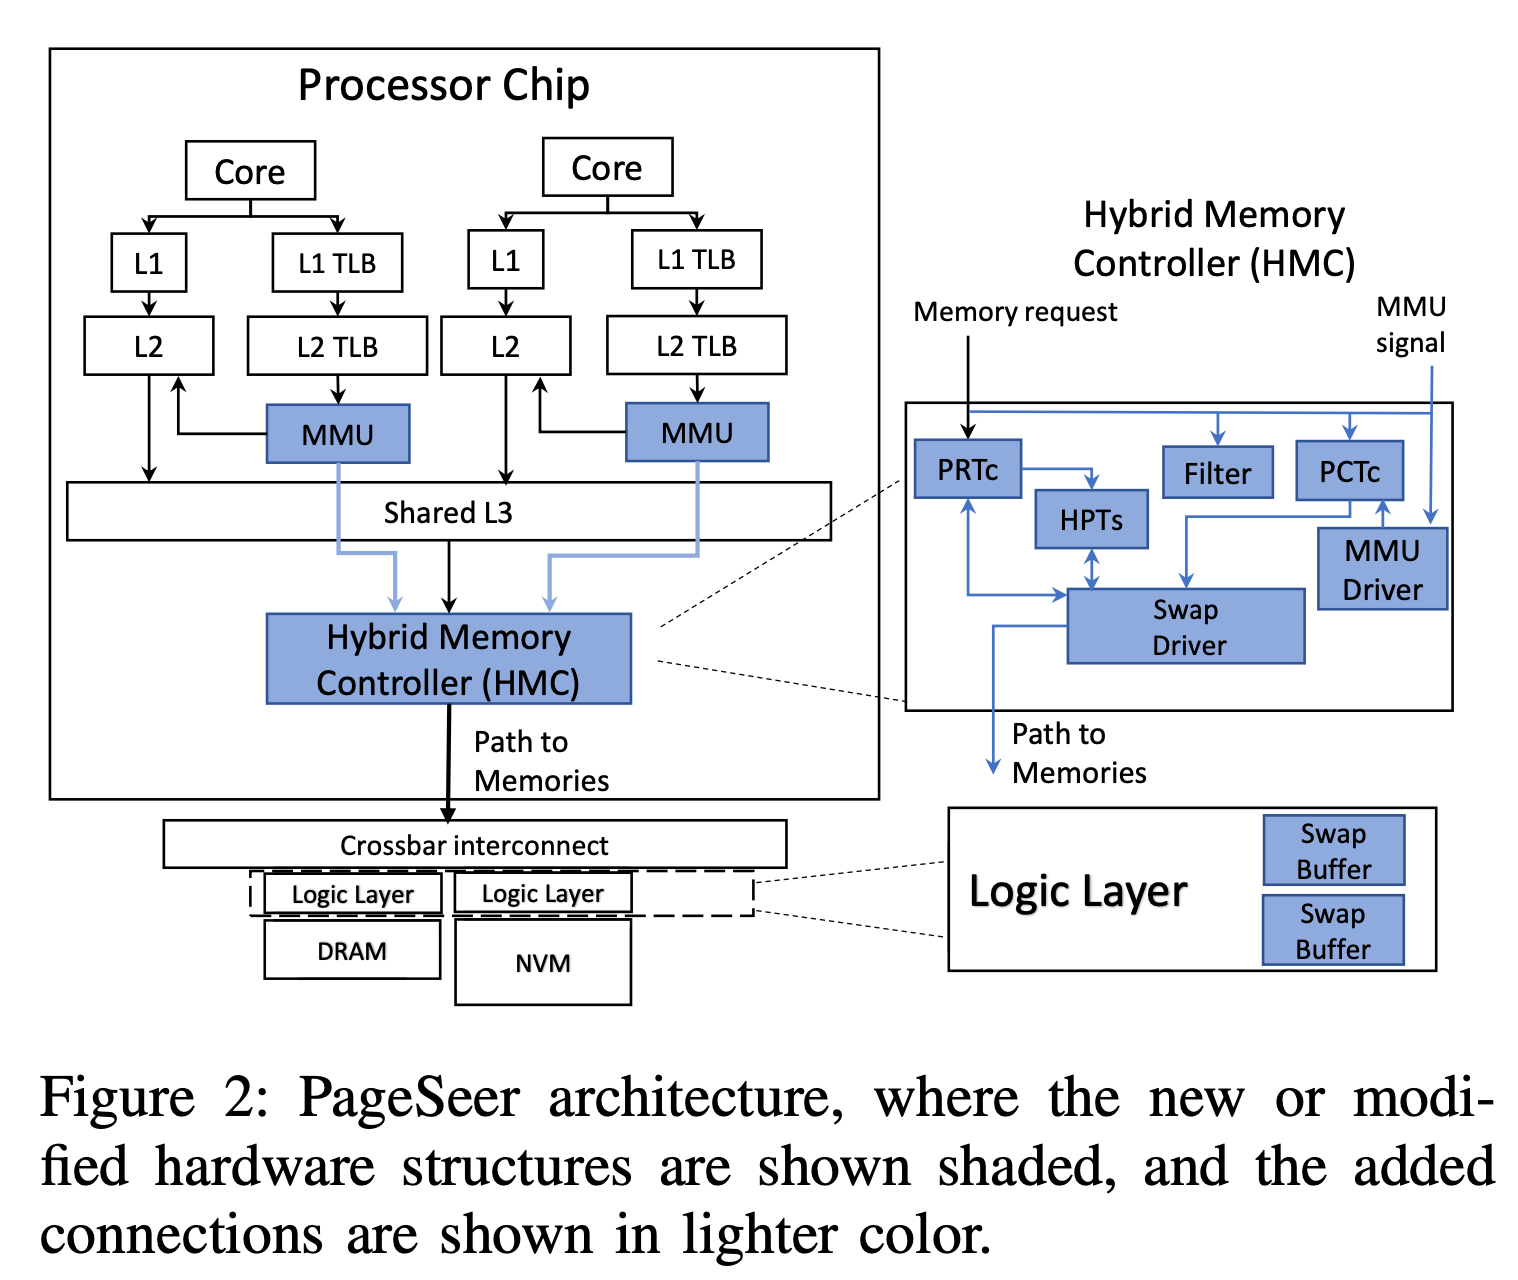 Processor Chip
Core
Core
L1
L1 TLB
L1
L1 TLB
L2
L2 TLB
L2
L2 TLB
MMU
MMU
Shared L3
Hybrid Memory
Controller (HMC)
Path to
Memories
Crossbar interconnect
Logic Layer
Logic Layer
DRAM
NVM
Hybrid Memory
Controller (HMC)
Memory request
MMU
signal
PRTc
HPTs
Filter
PCTc
MMU
Driver
Swap
Driver
Path to
Memories
Logic Layer
Swap
Buffer
Swap
Buffer
Figure 2: PageSeer architecture, where the new or modi-
fied hardware structures are shown shaded, and the added
connections are shown in lighter color.